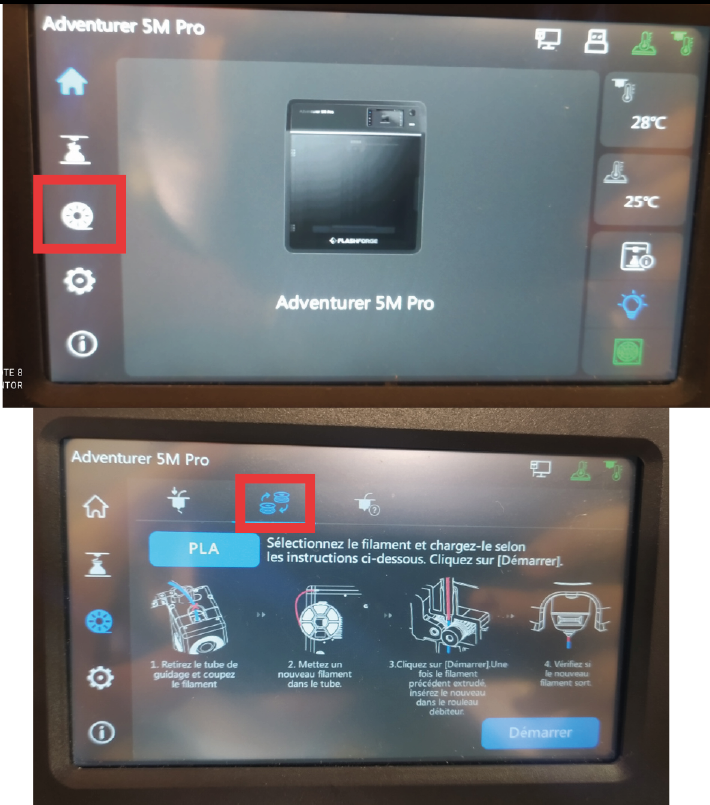 Adventurer 5M Pro
28℃
25℃
FLASHFORGE
Adventurer 5M Pro
TE 8
TOR
Adventurer 5M Pro
PLA
Sélectionnez le filament et chargez-le selon
les instructions ci-dessous. Cliquez sur [Démarrer].
1. Retirez le tube de
guidage et coupez
le filament
2. Mettez un
nouveau filament
dans le tube.
3.Cliquez sur [Démarrer].Une
fois le filament
précédent extrudé,
insérez le nouveau
dans le rouleau
débiteur.
4. Vérifiez si
le nouveau
filament sort.
Démarrer